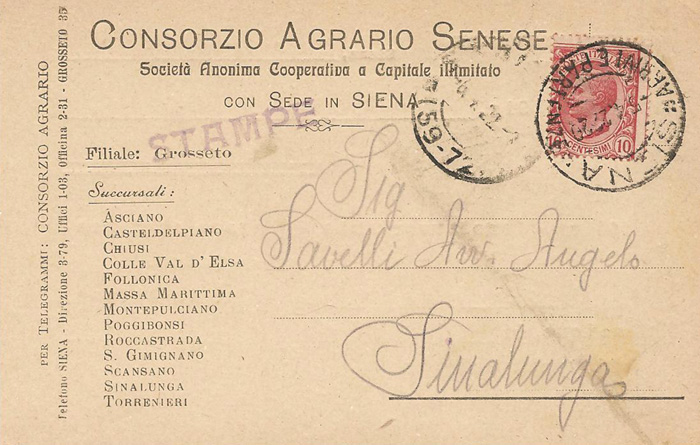 CONSORZIO AGRARIO SENESE
Società Anonima Cooperativa a Capitale illimitato
CON SEDE IN SIENA
STAMPE
Filiale: Grosseto
Succursali:
ASCIANO
CASTELDELPIANO
CHIUSI
COLLE VAL D' ELSA
FOLLONICA
MASSA MARITTIMA
MONTEPULCIANO
POGGIBONSI
ROCCASTRADA
S. GIMIGNANO
SCANSANO
SINALUNGA
TORRENIERI
PER TELEGRAMMI: CONSORZIO AGRARIO
Telefono SIENA - Direzione 3-79, Uffici 1-03, Officina 2-31 - GROSSETO 35
Sig
Savelli Avv. Angelo
Sinalunga
10
CENTESIMI
SIENA